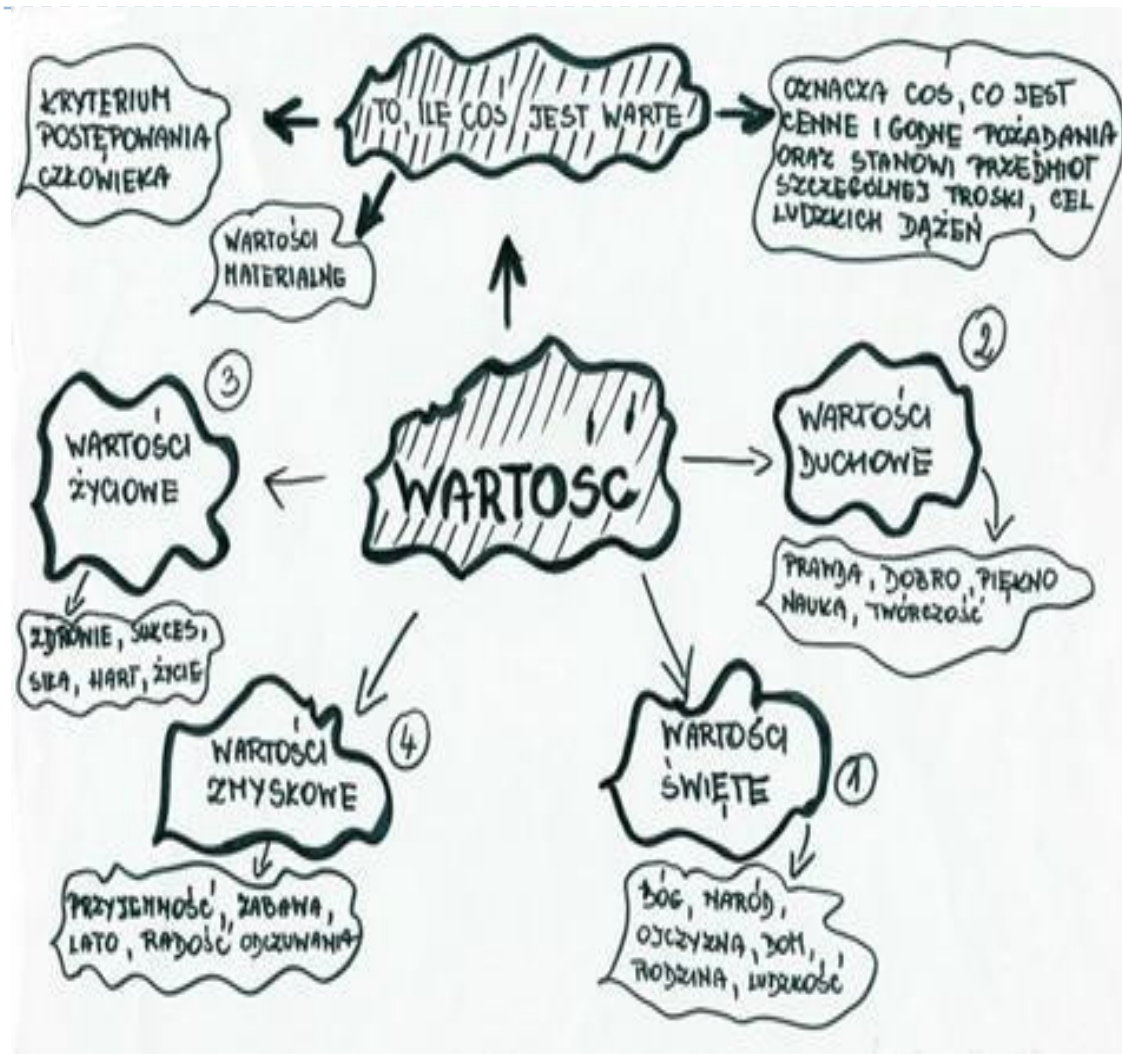 TO, ILE COŚ JEST WARTE
KRYTERIUM
POSTĘPOWANIA
CZŁOWIEKA
WARTOŚCI
MATERIALNE
OZNACZA COŚ, CO JEST
CENNE I GODNE POŻĄDANIA
ORAZ STANOWI PRZEDMIOT
SZCZEGÓLNEJ TROSKI, CEL
LUDZKICH DĄŻEŃ
WARTOŚĆ
1
WARTOŚCI
ŚWIĘTE
BÓG, NARÓD,
OJCZYZNA, DOM,
RODZINA, LUDZKOŚĆ
2
WARTOŚCI
DUCHOWE
PRAWDA, DOBRO, PIĘKNO
NAUKA, TWÓRCZOŚĆ
3
WARTOŚCI
ŻYCIOWE
ZDROWIE, SUKCES,
SIŁA, HART, ŻYCIE
4
WARTOŚCI
ZMYSŁOWE
PRZYJEMNOŚĆ, ZABAWA,
LATO, RADOŚĆ ODCZUWANIA